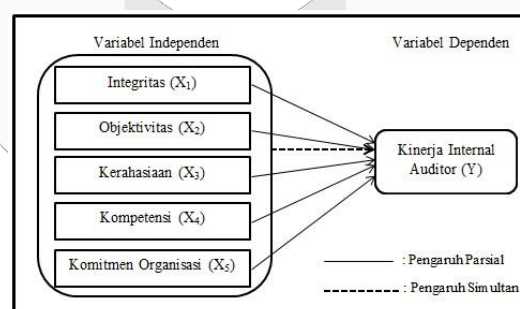 Variabel Independen
Variabel Dependen
Integritas (X₁)
Objektivitas (X₂)
Kerahasiaan (X₃)
Kompetensi (X₄)
Komitmen Organisasi (X₅)
Kinerja Internal
Auditor (Y)
: Pengaruh Parsial
: Pengaruh Simultan